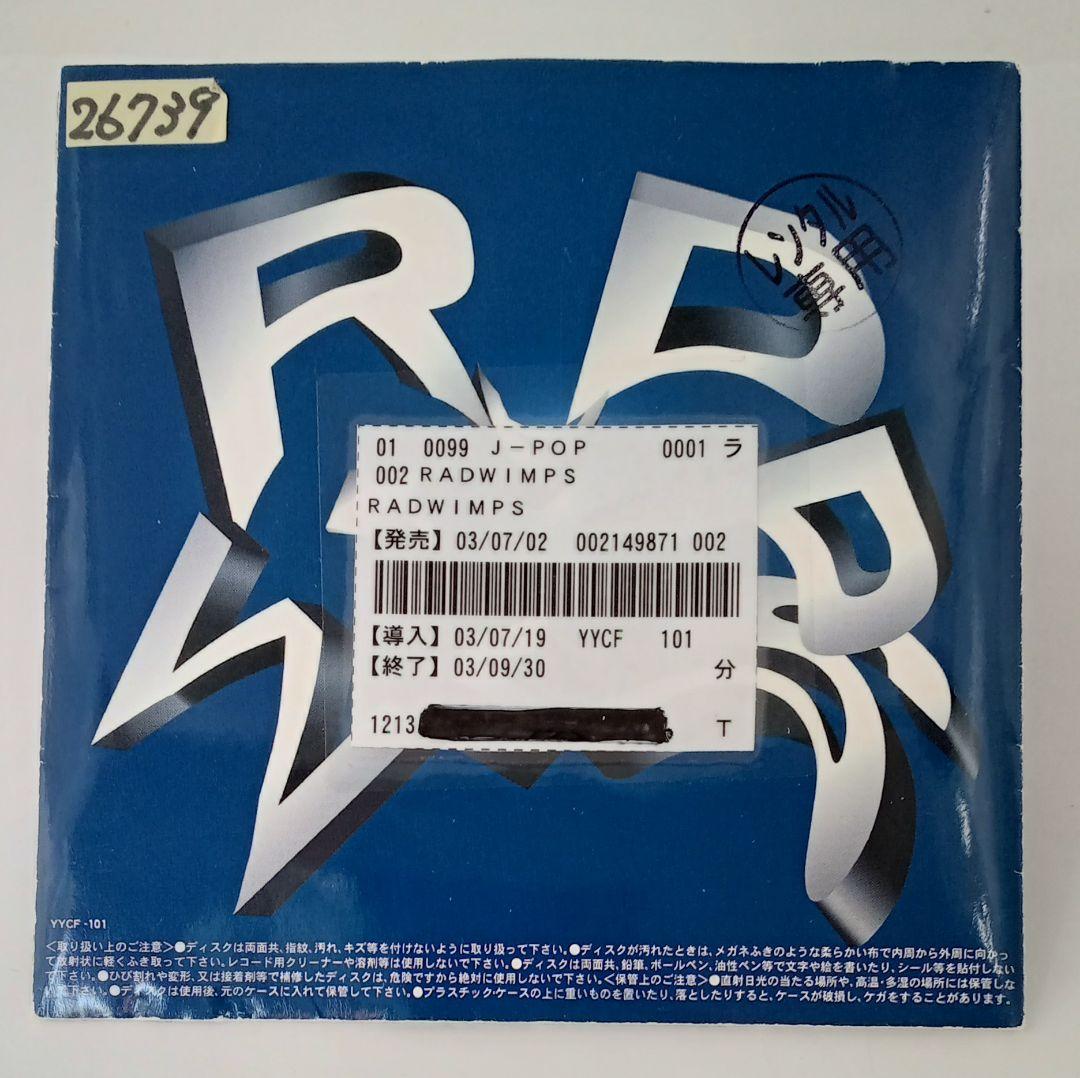 26739
レンタル
専用
RADWIMPS
01 0099 J-POP 0001 ラ
002 RADWIMPS
RADWIMPS
【発売】 03/07/02 002149871 002
【導入】 03/07/19 YYCF 101
【終了】 03/09/30 分
1213 T
YYCF-101
<取り扱い上のご注意>●ディスクは両面共、指紋、汚れ、キズ等を付けないように取り扱って下さい。●ディスクが汚れたときは、メガネふきのような柔らかい布で内周から外周に向かっ
て放射状に軽くふき取って下さい。レコード用クリーナーや溶剤等は使用しないで下さい。●ディスクは両面共、鉛筆、ボールペン、油性ペン等で文字や絵を書いたり、シール等を貼付しない
で下さい。●ひび割れや変形、又は接着剤等で補修したディスクは、危険ですから絶対に使用しないで下さい。<保管上のご注意>●直射日光の当たる場所や、高温・多湿の場所には保管しな
いで下さい。●ディスクは使用後、元のケースに入れて保管して下さい。●プラスチック・ケースの上に重いものを置いたり、落としたりすると、ケースが破損し、ケガをすることがあります。